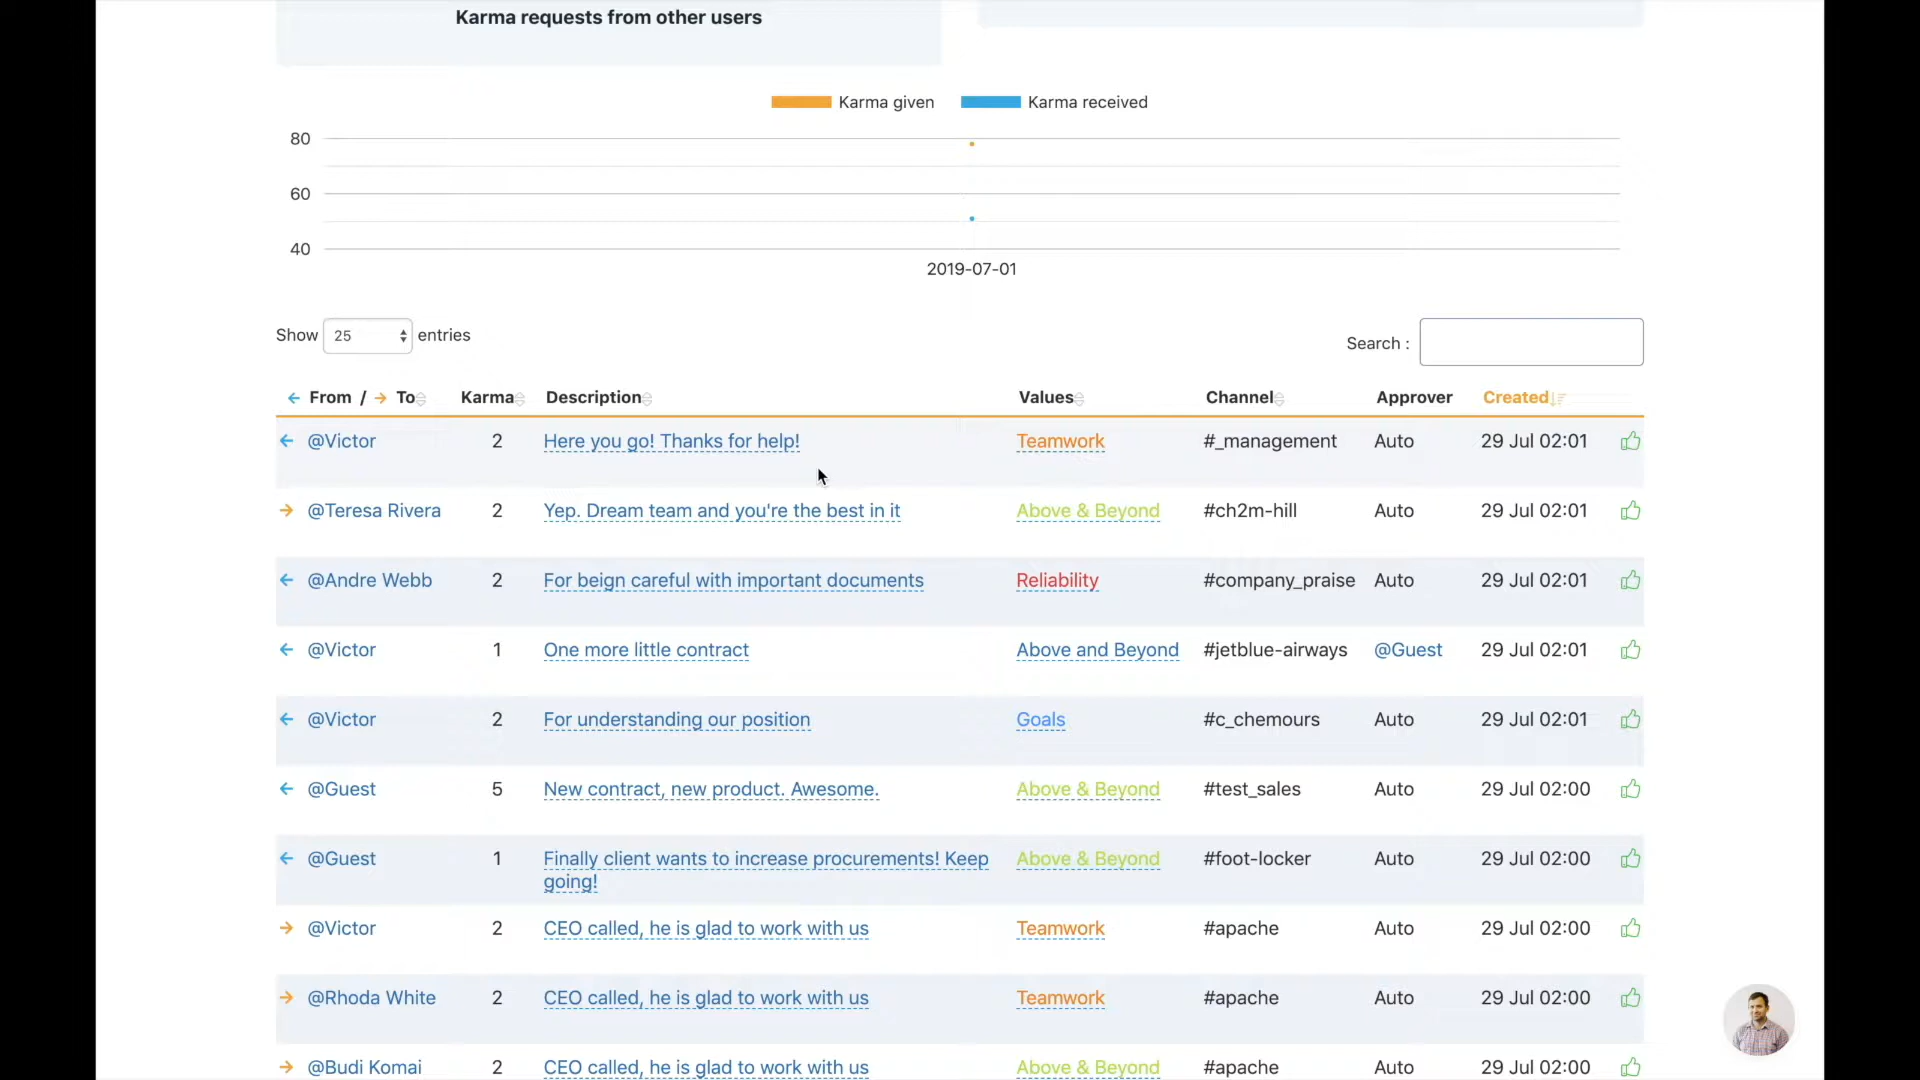 Karma requests from other users
Karma given Karma received
80
60
40
2019-07-01
Show 25 entries
Search :
← From / → To Karma Description Values Channel Approver Created
← @Victor 2 Here you go! Thanks for help! Teamwork #_management Auto 29 Jul 02:01
→ @Teresa Rivera 2 Yep. Dream team and you're the best in it Above & Beyond #ch2m-hill Auto 29 Jul 02:01
← @Andre Webb 2 For beign careful with important documents Reliability #company_praise Auto 29 Jul 02:01
← @Victor 1 One more little contract Above and Beyond #jetblue-airways @Guest 29 Jul 02:01
← @Victor 2 For understanding our position Goals #c_chemours Auto 29 Jul 02:01
← @Guest 5 New contract, new product. Awesome. Above & Beyond #test_sales Auto 29 Jul 02:00
← @Guest 1 Finally client wants to increase procurements! Keep Above & Beyond #foot-locker Auto 29 Jul 02:00
going!
→ @Victor 2 CEO called, he is glad to work with us Teamwork #apache Auto 29 Jul 02:00
→ @Rhoda White 2 CEO called, he is glad to work with us Teamwork #apache Auto 29 Jul 02:00
→ @Budi Komai 2 CEO called, he is glad to work with us Above & Beyond #apache Auto 29 Jul 02:00